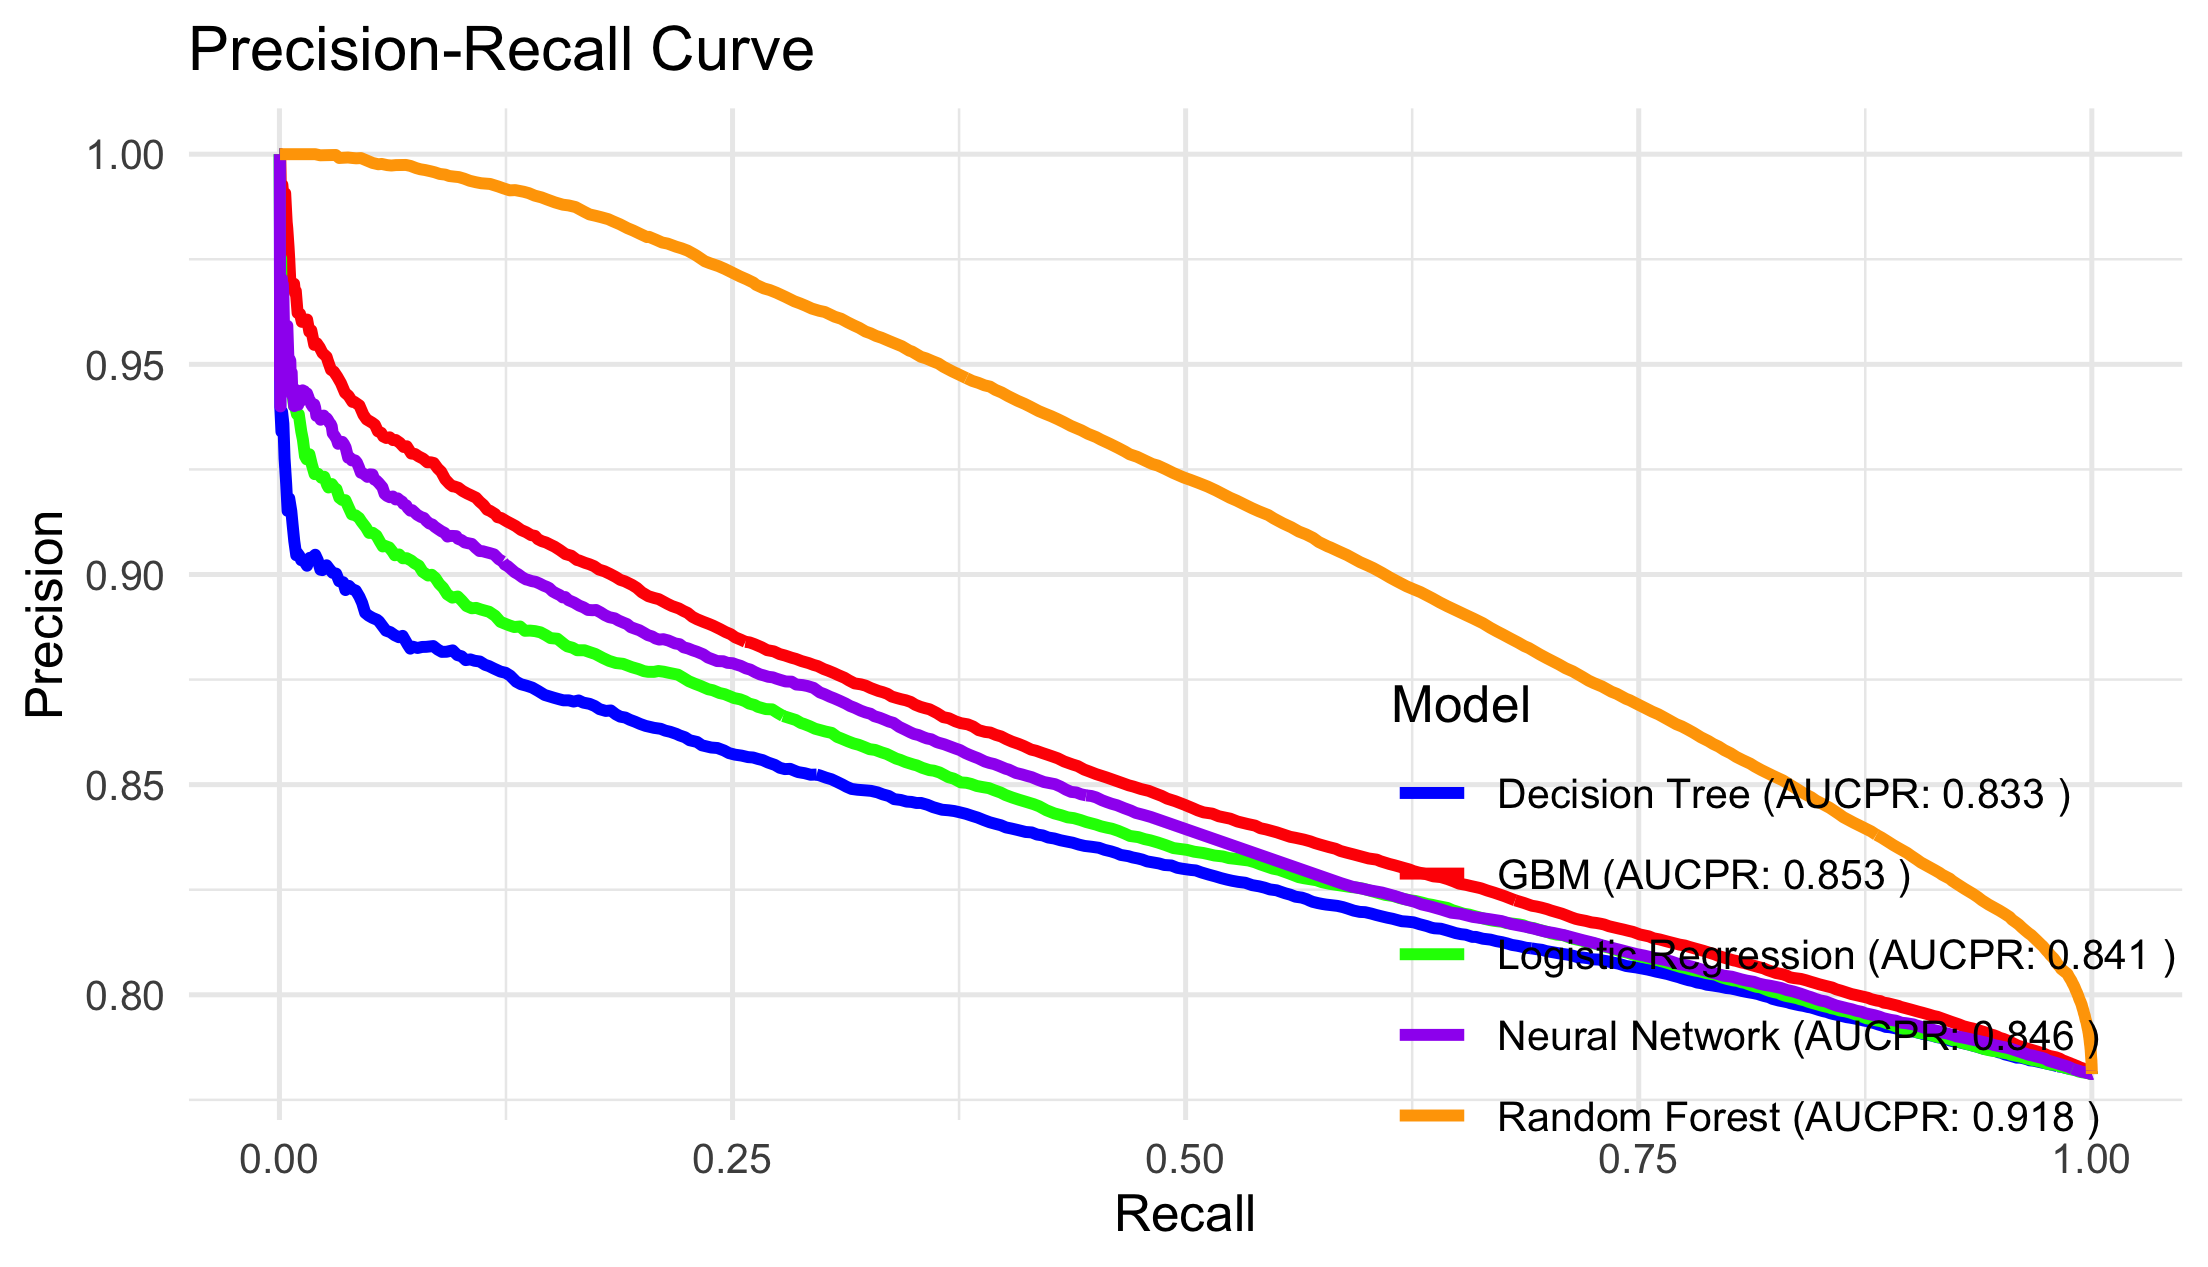 Precision-Recall Curve
1.00
0.95
0.90
0.85
0.80
Precision
Model
Decision Tree (AUCPR: 0.833 )
GBM (AUCPR: 0.853 )
Logistic Regression (AUCPR: 0.841 )
Neural Network (AUCPR: 0.846 )
Random Forest (AUCPR: 0.918 )
0.00 0.25 0.50 0.75 1.00
Recall